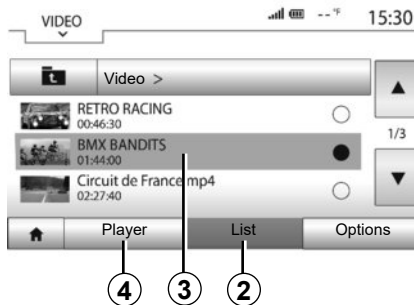 VIDEO
--°F 15:30
Video >
RETRO RACING
00:46:30
BMX BANDITS
01:44:00
1/3
Circuit de France mp4
02:27:40
Player List Options
4 3 2